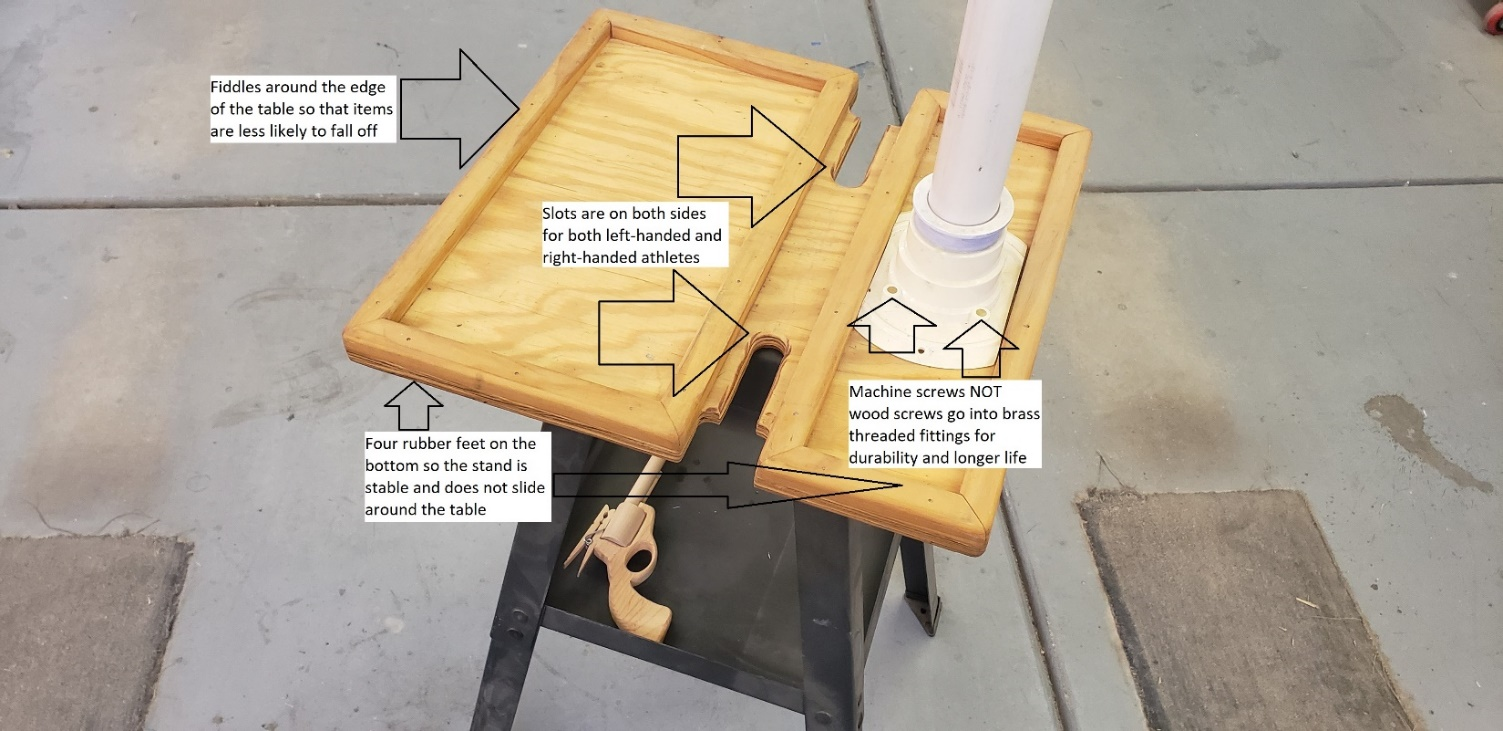 Fiddles around the edge
of the table so that items
are less likely to fall off
Slots are on both sides
for both left-handed and
right-handed athletes
Machine screws NOT
wood screws go into brass
threaded fittings for
durability and longer life
Four rubber feet on the
bottom so the stand is
stable and does not slide
around the table